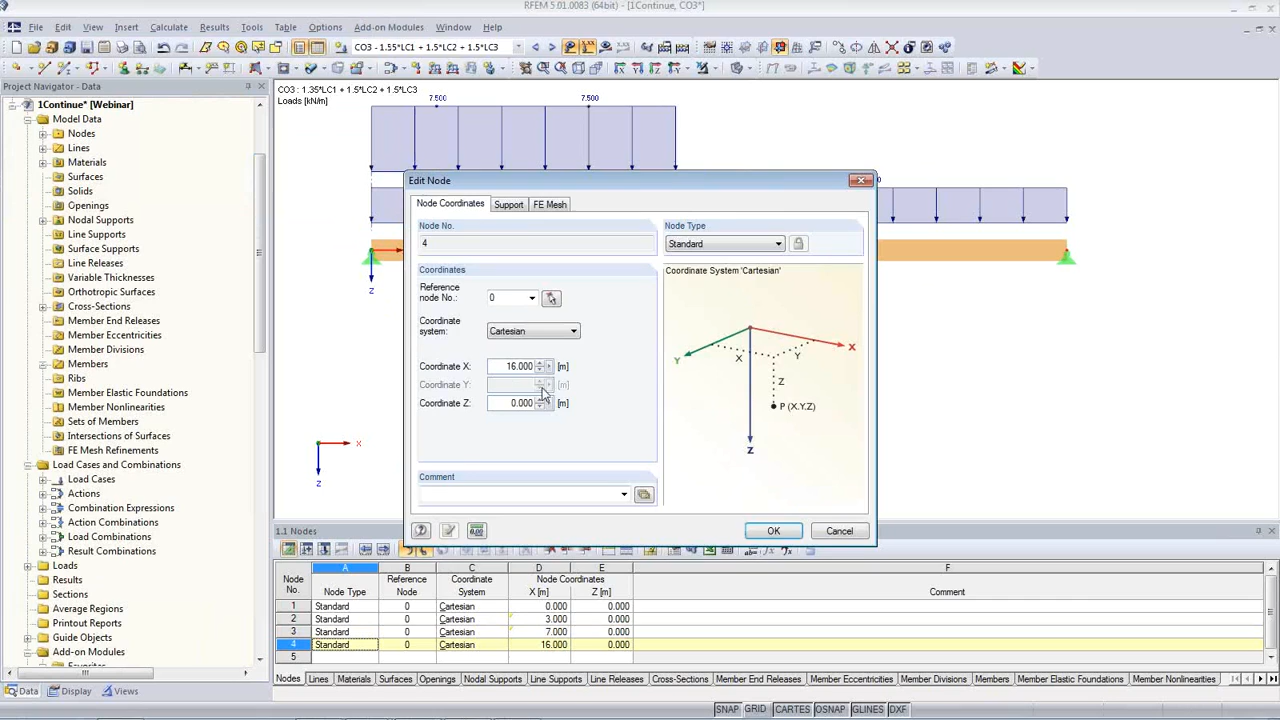 RFEM 5.01.0083 (64bit) - [1Continue, CO3*]
File Edit View Insert Calculate Results Tools Table Options Add-on Modules Window Help
CO3 - 1.55*LC1 + 1.5*LC2 + 1.5*LC3
Project Navigator - Data
1Continue* [Webinar]
Model Data
Nodes
Lines
Materials
Surfaces
Solids
Openings
Nodal Supports
Line Supports
Surface Supports
Line Releases
Variable Thicknesses
Orthotropic Surfaces
Cross-Sections
Member End Releases
Member Eccentricities
Member Divisions
Members
Ribs
Member Elastic Foundations
Member Nonlinearities
Sets of Members
Intersections of Surfaces
FE Mesh Refinements
Load Cases and Combinations
Load Cases
Actions
Combination Expressions
Action Combinations
Load Combinations
Result Combinations
Loads
Results
Sections
Average Regions
Printout Reports
Guide Objects
Add-on Modules
Favorites
Data Display Views
CO3 : 1.35*LC1 + 1.5*LC2 + 1.5*LC3
Loads [kN/m]
7.500 7.500
Z
X
Z
Edit Node
Node Coordinates Support FE Mesh
Node No.
4
Node Type
Standard
Coordinates
Reference node No.: 0
Coordinate system: Cartesian
Coordinate X: 16.000 [m]
Coordinate Y: [m]
Coordinate Z: 0.000 [m]
Comment
Coordinate System 'Cartesian'
Y X Y X
Z
P (X.Y.Z)
Z
OK Cancel
1.1 Nodes
A B C D E F
Node No. Node Type Reference Node Coordinate System Node Coordinates X [m] Z [m] Comment
1 Standard 0 Cartesian 0.000 0.000
2 Standard 0 Cartesian 3.000 0.000
3 Standard 0 Cartesian 7.000 0.000
4 Standard 0 Cartesian 16.000 0.000
5
Nodes Lines Materials Surfaces Openings Nodal Supports Line Supports Line Releases Cross-Sections Member End Releases Member Eccentricities Member Divisions Members Member Elastic Foundations Member Nonlinearities
SNAP GRID CARTES OSNAP GLINES DXF